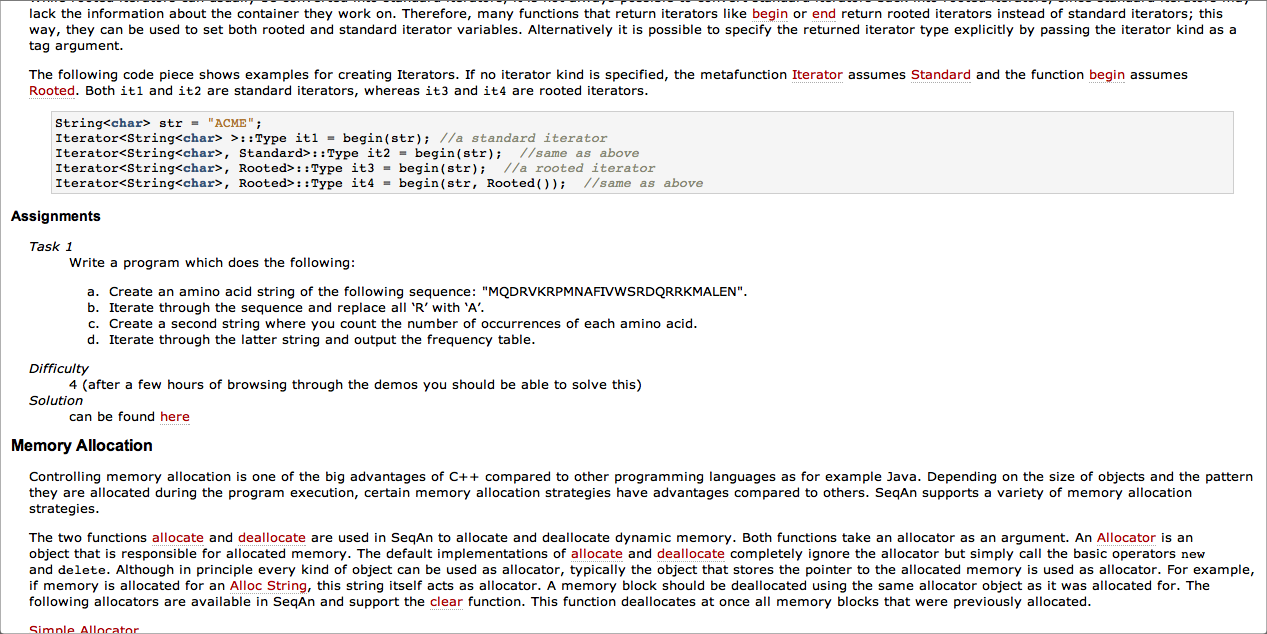 lack the information about the container they work on. Therefore, many functions that return iterators like begin or end return rooted iterators instead of standard iterators; this
way, they can be used to set both rooted and standard iterator variables. Alternatively it is possible to specify the returned iterator type explicitly by passing the iterator kind as a
tag argument.
The following code piece shows examples for creating Iterators. If no iterator kind is specified, the metafunction Iterator assumes Standard and the function begin assumes
Rooted. Both it1 and it2 are standard iterators, whereas it3 and it4 are rooted iterators.
String<char> str = "ACME";
Iterator<String<char> >::Type it1 = begin(str); //a standard iterator
Iterator<String<char>, Standard>::Type it2 = begin(str);  //same as above
Iterator<String<char>, Rooted>::Type it3 = begin(str);  //a rooted iterator
Iterator<String<char>, Rooted>::Type it4 = begin(str, Rooted());  //same as above
Assignments
Task 1
Write a program which does the following:
a. Create an amino acid string of the following sequence: "MQDRVKRPMNAFIVWSRDQRRKMALEN".
b. Iterate through the sequence and replace all ‘R’ with ‘A’.
c. Create a second string where you count the number of occurrences of each amino acid.
d. Iterate through the latter string and output the frequency table.
Difficulty
4 (after a few hours of browsing through the demos you should be able to solve this)
Solution
can be found here
Memory Allocation
Controlling memory allocation is one of the big advantages of C++ compared to other programming languages as for example Java. Depending on the size of objects and the pattern
they are allocated during the program execution, certain memory allocation strategies have advantages compared to others. SeqAn supports a variety of memory allocation
strategies.
The two functions allocate and deallocate are used in SeqAn to allocate and deallocate dynamic memory. Both functions take an allocator as an argument. An Allocator is an
object that is responsible for allocated memory. The default implementations of allocate and deallocate completely ignore the allocator but simply call the basic operators new
and delete. Although in principle every kind of object can be used as allocator, typically the object that stores the pointer to the allocated memory is used as allocator. For example,
if memory is allocated for an Alloc String, this string itself acts as allocator. A memory block should be deallocated using the same allocator object as it was allocated for. The
following allocators are available in SeqAn and support the clear function. This function deallocates at once all memory blocks that were previously allocated.
Simple Allocator